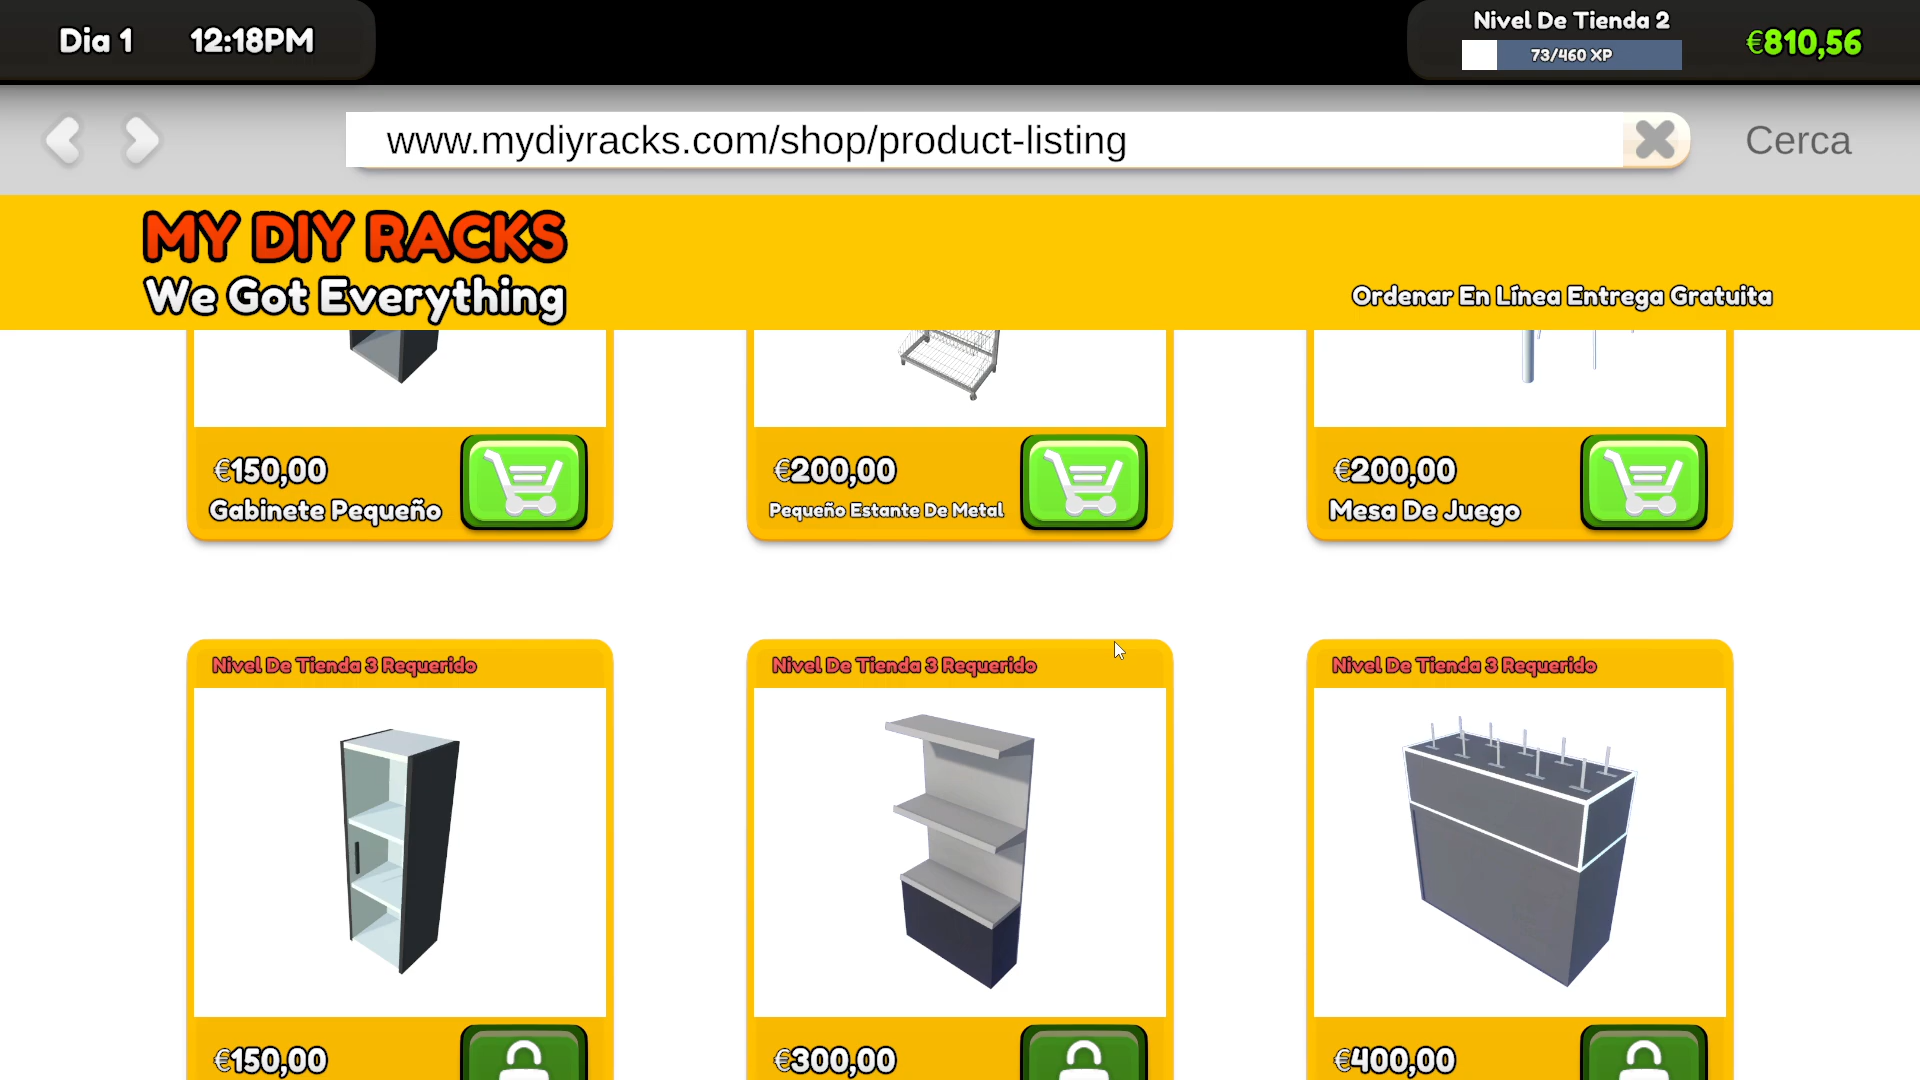 Dia 1 12:18PM
Nivel De Tienda 2
73/460 XP
€810,56
www.mydiyracks.com/shop/product-listing
Cerca
MY DIY RACKS
We Got Everything
Ordenar En Línea Entrega Gratuita
€150,00
Gabinete Pequeño
€200,00
Pequeño Estante De Metal
€200,00
Mesa De Juego
Nivel De Tienda 3 Requerido
Nivel De Tienda 3 Requerido
Nivel De Tienda 3 Requerido
€150,00
€300,00
€400,00